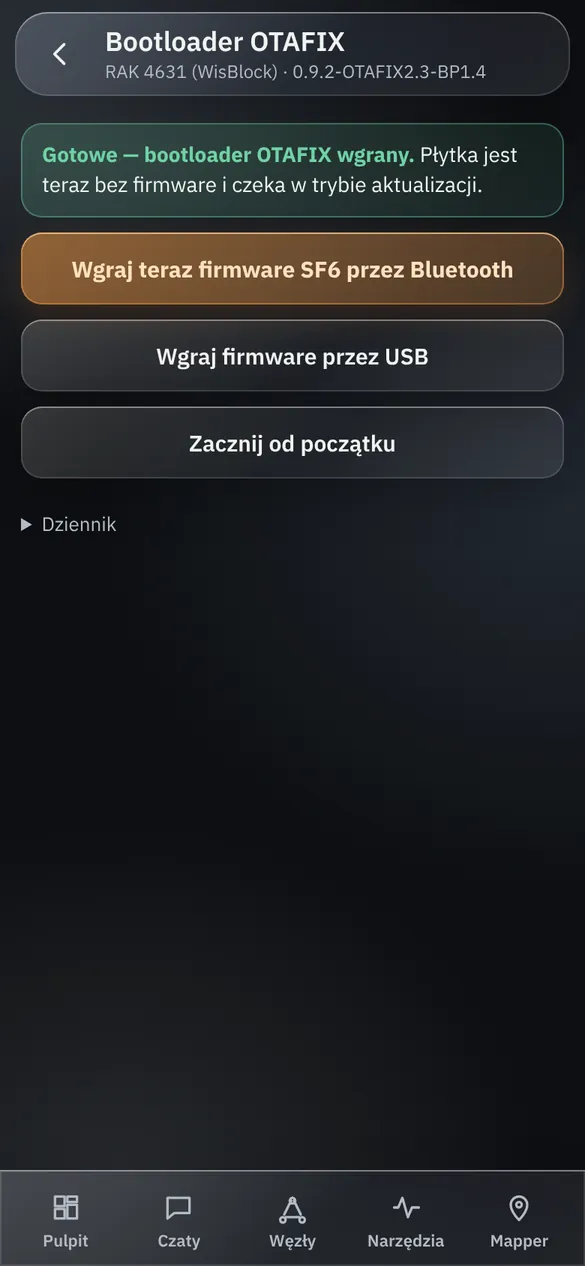 Bootloader OTAFIX
RAK 4631 (WisBlock) · 0.9.2-OTAFIX2.3-BP1.4
Gotowe — bootloader OTAFIX wgrany. Płytka jest
teraz bez firmware i czeka w trybie aktualizacji.
Wgraj teraz firmware SF6 przez Bluetooth
Wgraj firmware przez USB
Zacznij od początku
Dziennik
Pulpit
Czaty
Węzły
Narzędzia
Mapper